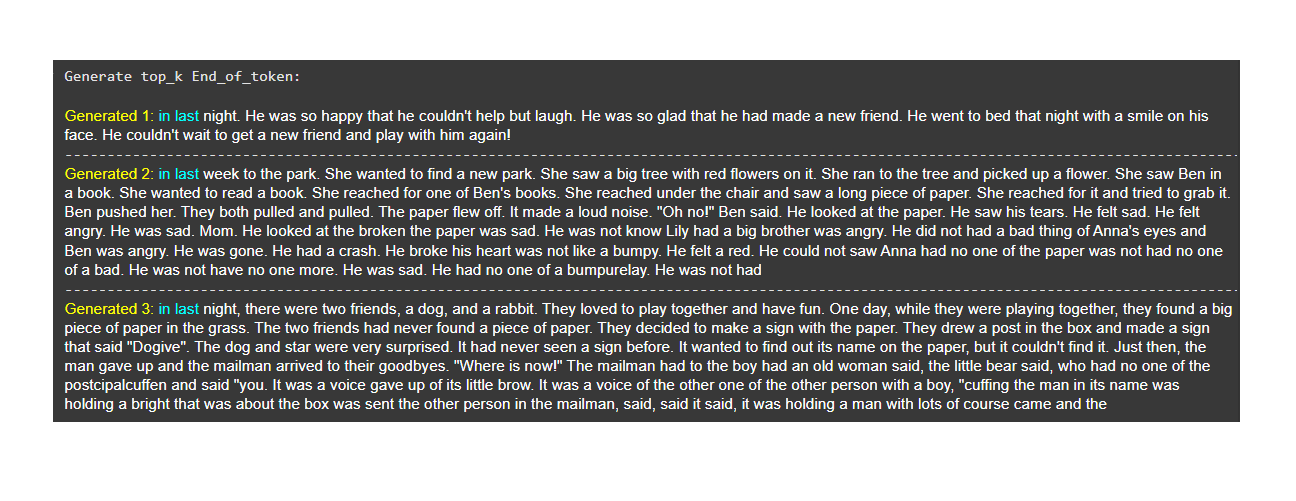 Generate top_k End_of_token:
Generated 1: in last night. He was so happy that he couldn't help but laugh. He was so glad that he had made a new friend. He went to bed that night with a smile on his
face. He couldn't wait to get a new friend and play with him again!
Generated 2: in last week to the park. She wanted to find a new park. She saw a big tree with red flowers on it. She ran to the tree and picked up a flower. She saw Ben in
a book. She wanted to read a book. She reached for one of Ben's books. She reached under the chair and saw a long piece of paper. She reached for it and tried to grab it.
Ben pushed her. They both pulled and pulled. The paper flew off. It made a loud noise. "Oh no!" Ben said. He looked at the paper. He saw his tears. He felt sad. He felt
angry. He was sad. Mom. He looked at the broken the paper was sad. He was not know Lily had a big brother was angry. He did not had a bad thing of Anna's eyes and
Ben was angry. He was gone. He had a crash. He broke his heart was not like a bumpy. He felt a red. He could not saw Anna had no one of the paper was not had no one
of a bad. He was not have no one more. He was sad. He had no one of a bumpurelay. He was not had
Generated 3: in last night, there were two friends, a dog, and a rabbit. They loved to play together and have fun. One day, while they were playing together, they found a big
piece of paper in the grass. The two friends had never found a piece of paper. They decided to make a sign with the paper. They drew a post in the box and made a sign
that said "Dogive". The dog and star were very surprised. It had never seen a sign before. It wanted to find out its name on the paper, but it couldn't find it. Just then, the
man gave up and the mailman arrived to their goodbyes. "Where is now!" The mailman had to the boy had an old woman said, the little bear said, who had no one of the
postcipalcuffen and said "you. It was a voice gave up of its little brow. It was a voice of the other one of the other person with a boy, "cuffing the man in its name was
holding a bright that was about the box was sent the other person in the mailman, said, said it said, it was holding a man with lots of course came and the